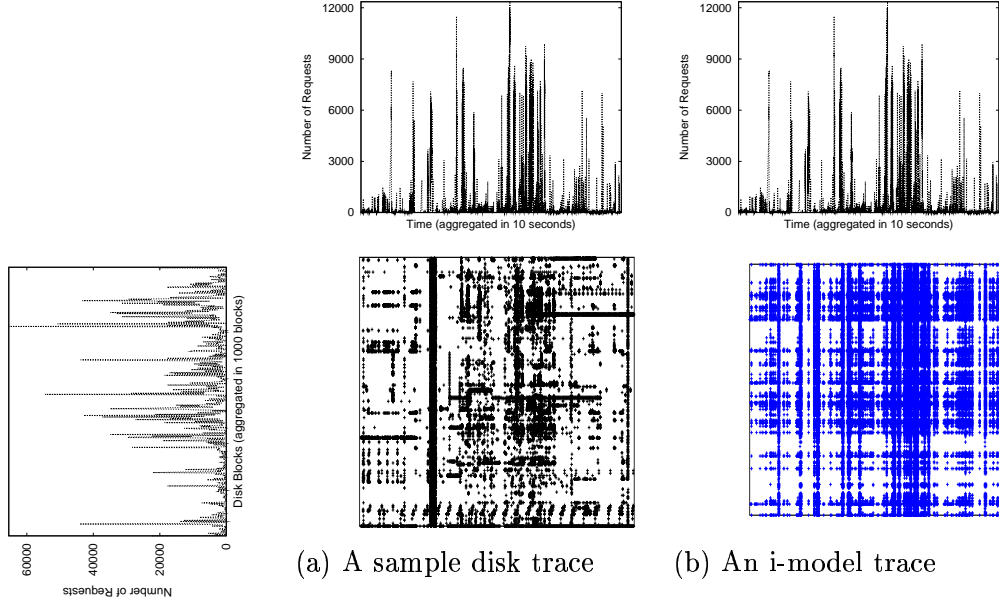 12000
9000
6000
3000
0
Number of Requests
Time (aggregated in 10 seconds)
12000
9000
6000
3000
0
Number of Requests
Time (aggregated in 10 seconds)
60000
40000
20000
0
Number of Requests
Disk Blocks (aggregated in 1000 blocks)
(a) A sample disk trace
(b) An i-model trace